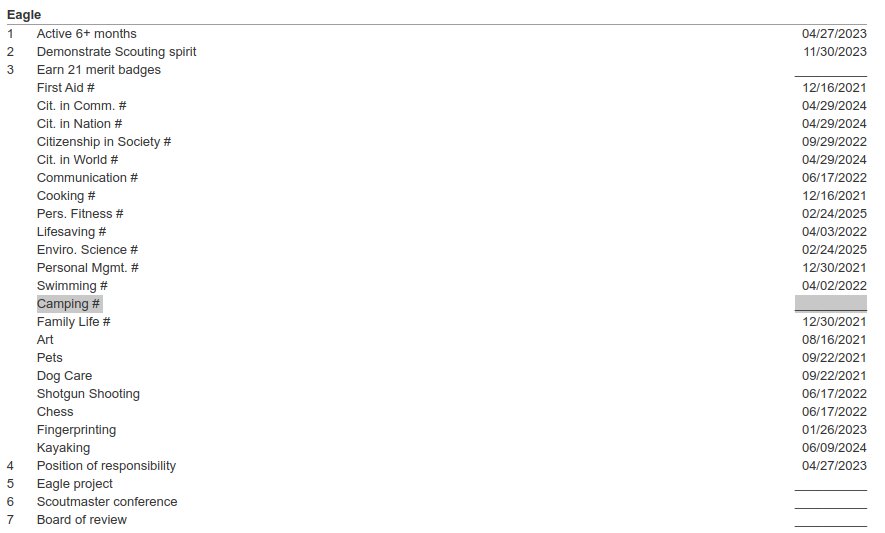 Eagle
1 Active 6+ months 04/27/2023
2 Demonstrate Scouting spirit 11/30/2023
3 Earn 21 merit badges
First Aid # 12/16/2021
Cit. in Comm. # 04/29/2024
Cit. in Nation # 04/29/2024
Citizenship in Society # 09/29/2022
Cit. in World # 04/29/2024
Communication # 06/17/2022
Cooking # 12/16/2021
Pers. Fitness # 02/24/2025
Lifesaving # 04/03/2022
Enviro. Science # 02/24/2025
Personal Mgmt. # 12/30/2021
Swimming # 04/02/2022
Camping #
Family Life # 12/30/2021
Art 08/16/2021
Pets 09/22/2021
Dog Care 09/22/2021
Shotgun Shooting 06/17/2022
Chess 06/17/2022
Fingerprinting 01/26/2023
Kayaking 06/09/2024
4 Position of responsibility 04/27/2023
5 Eagle project
6 Scoutmaster conference
7 Board of review